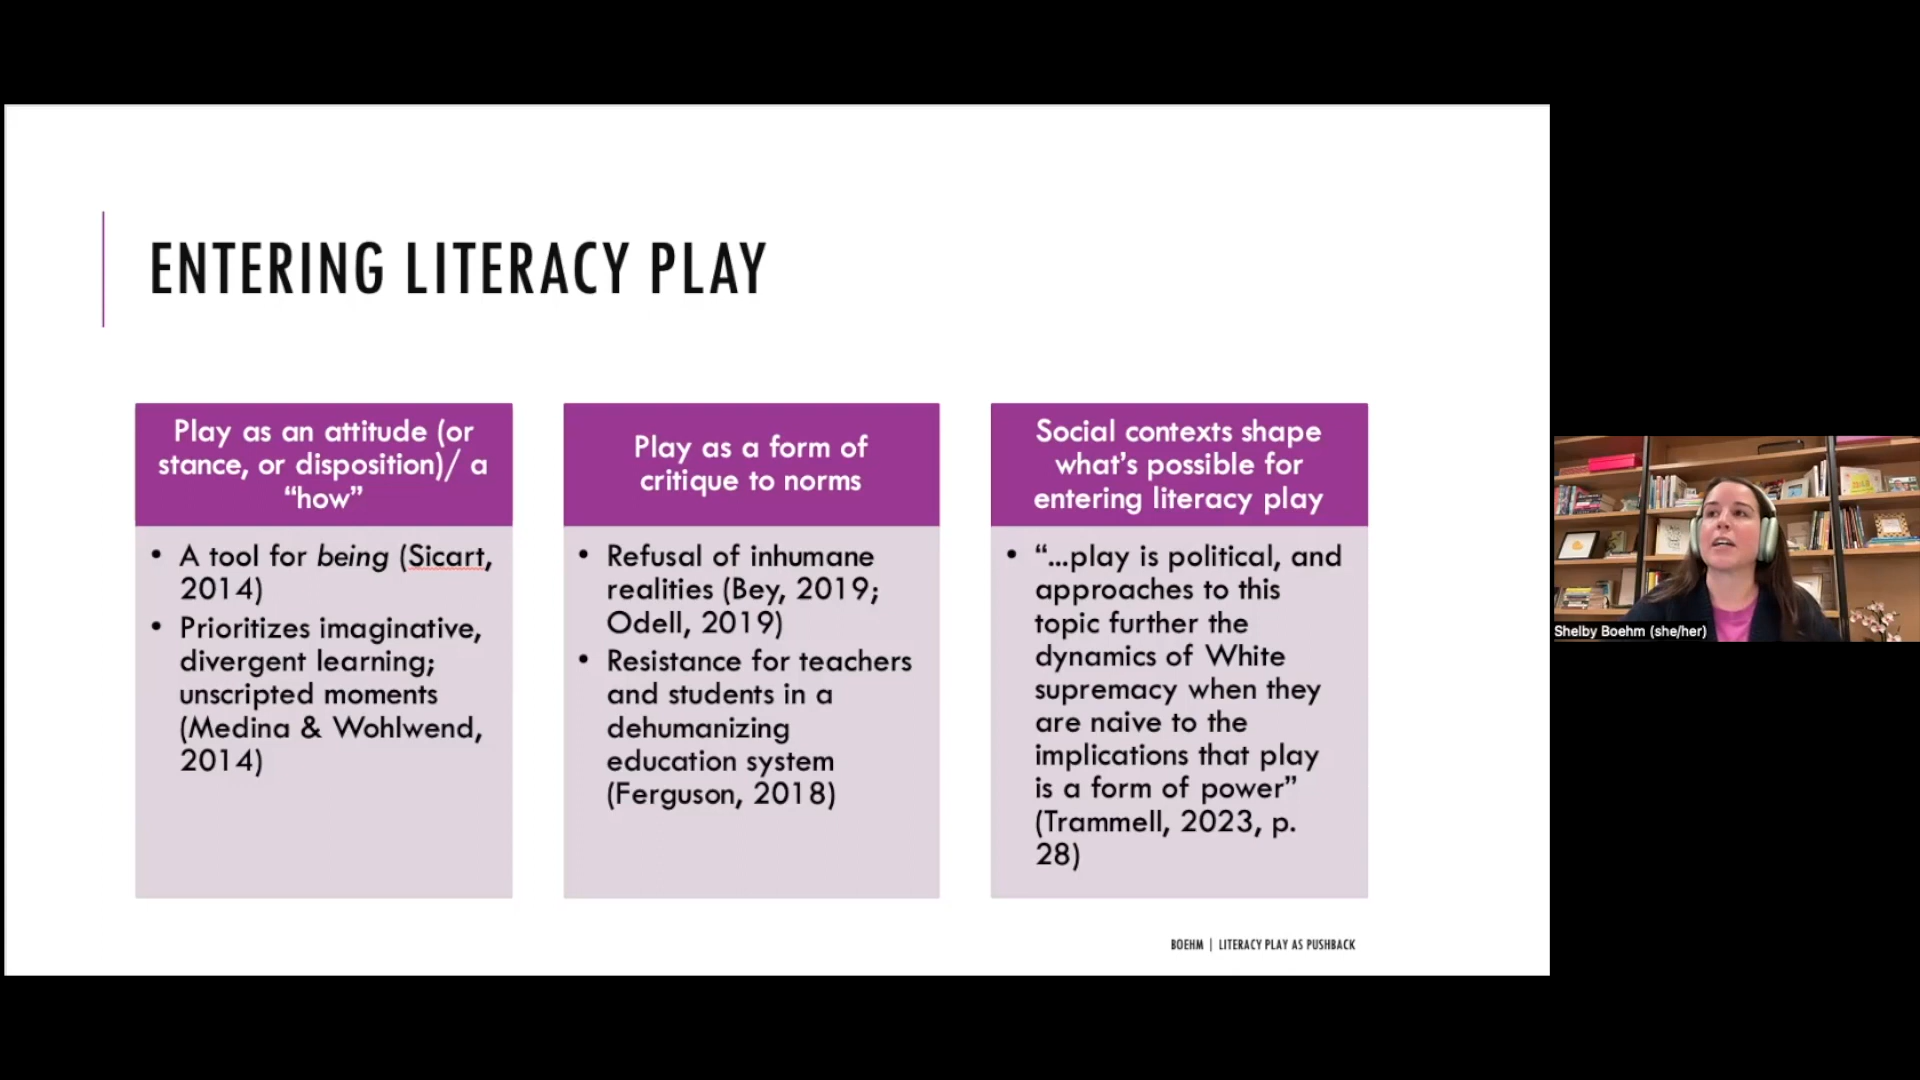 ENTERING LITERACY PLAY
Play as an attitude (or
stance, or disposition)/ a
“how”
• A tool for being (Sicart,
2014)
• Prioritizes imaginative,
divergent learning;
unscripted moments
(Medina & Wohlwend,
2014)
Play as a form of
critique to norms
• Refusal of inhumane
realities (Bey, 2019;
Odell, 2019)
• Resistance for teachers
and students in a
dehumanizing
education system
(Ferguson, 2018)
Social contexts shape
what’s possible for
entering literacy play
• “...play is political, and
approaches to this
topic further the
dynamics of White
supremacy when they
are naive to the
implications that play
is a form of power”
(Trammell, 2023, p.
28)
BOEHM | LITERACY PLAY AS PUSHBACK
Shelby Boehm (she/her)